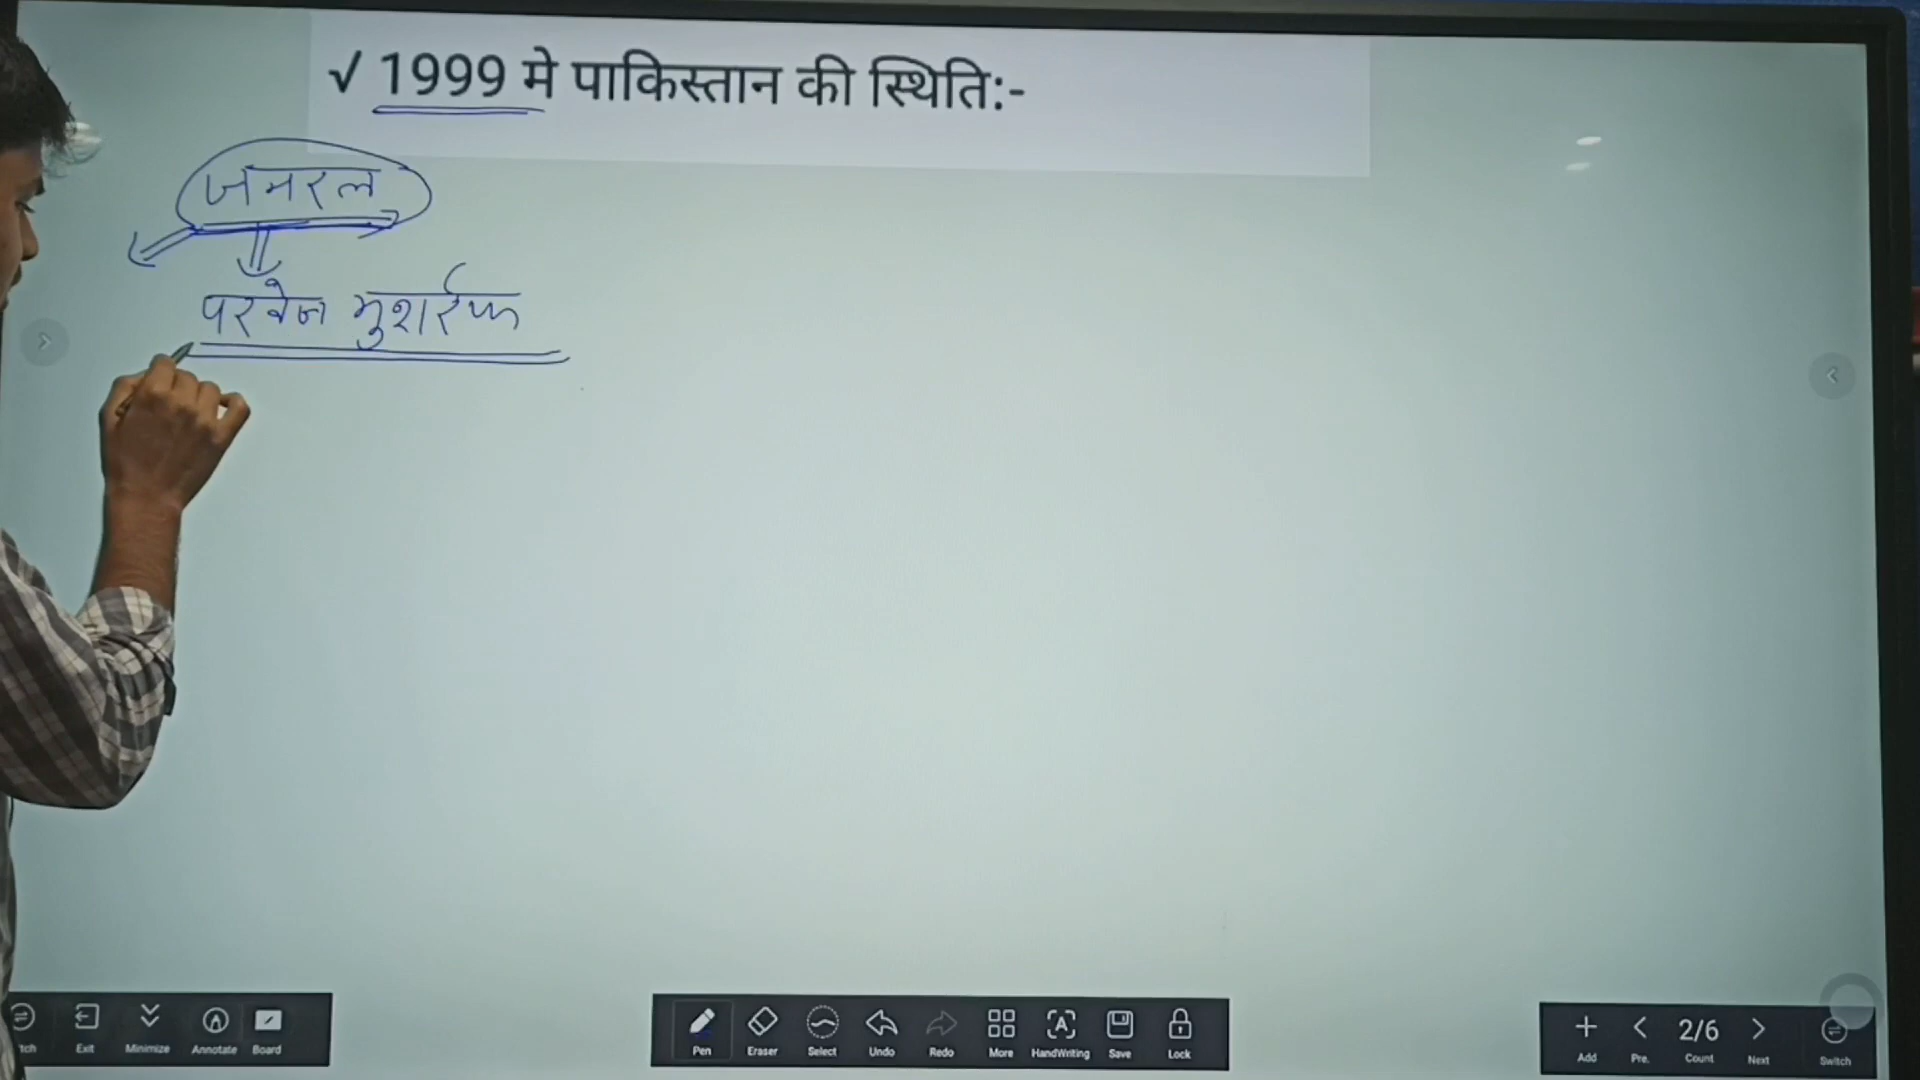 √ 1999 मे पाकिस्तान की स्थिति:-
जनरल
परवेज मुशर्रफ
Exit Minimize Annotate Board
Pen Eraser Select Undo Redo More HandWriting Save Lock
Add Pre. 2/6 Count Next Switch